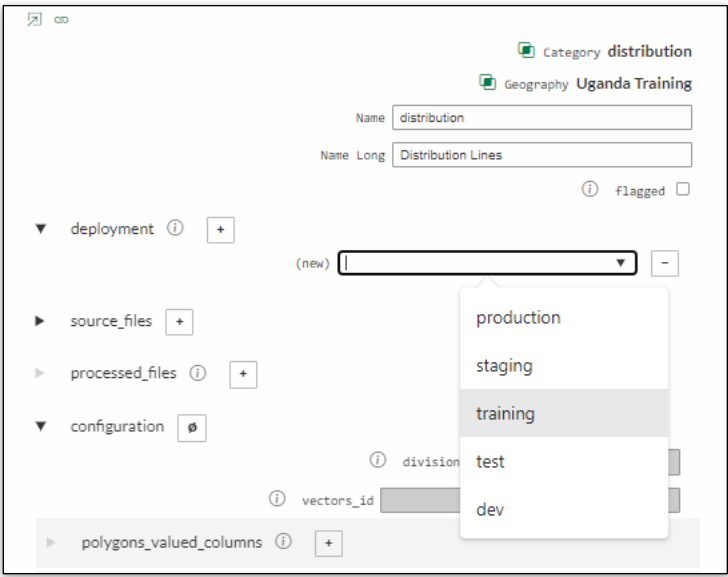 Category distribution
Geography Uganda Training
Name distribution
Name Long Distribution Lines
flagged
deployment +
(new) -
production
source_files +
staging
processed_files +
training
configuration ø
division test
vectors_id
dev
polygons_valued_columns +